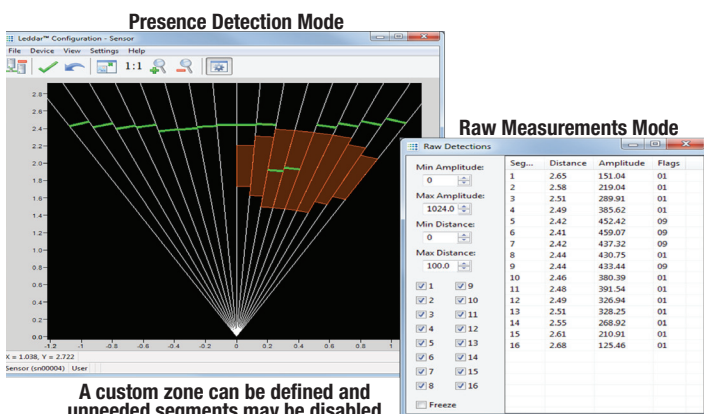 Presence Detection Mode
Leddar™ Configuration - Sensor
File Device View Settings Help
1:1
2.8
2.6
2.4
2.2
2.0
1.8
1.6
1.4
1.2
1.0
0.8
0.6
0.4
0.2
0.0
-1.2 -1 -0.8 -0.6 -0.4 -0.2 0 0.2 0.4 0.6 0.8 1
X = 1.038, Y = 2.722
Sensor (sn00004) User
A custom zone can be defined and
unneeded segments may be disabled
Raw Measurements Mode
Raw Detections
Min Amplitude:
0
Max Amplitude:
1024.0
Min Distance:
0
Max Distance:
100.0
1 9
2 10
3 11
4 12
5 13
6 14
7 15
8 16
Freeze
Seg... Distance Amplitude Flags
1 2.65 151.04 01
2 2.58 219.04 01
3 2.51 289.91 01
4 2.49 385.62 01
5 2.42 452.42 09
6 2.41 459.07 09
7 2.42 437.32 09
8 2.44 430.75 01
9 2.44 433.44 09
10 2.46 380.39 01
11 2.48 391.54 01
12 2.49 326.94 01
13 2.51 328.25 01
14 2.55 268.92 01
15 2.61 210.91 01
16 2.68 125.46 01